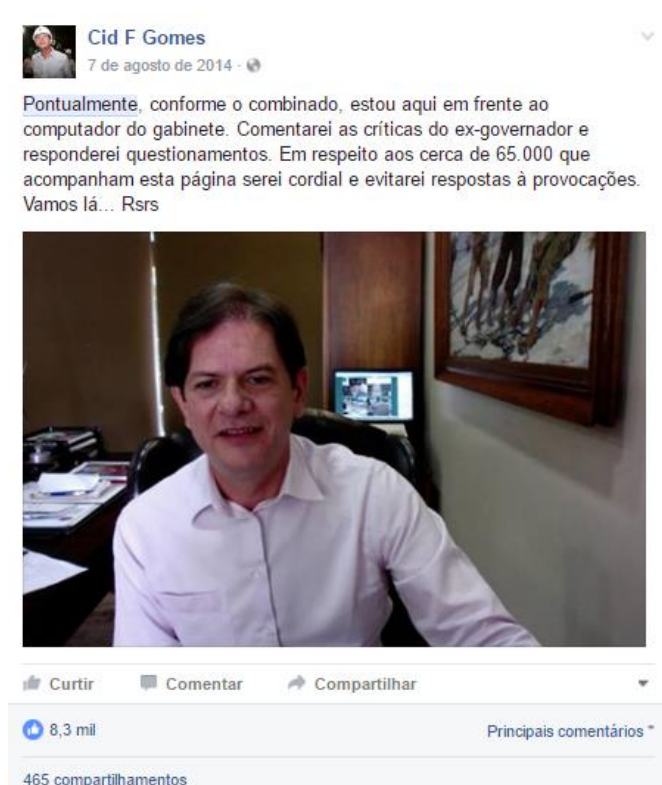 Cid F Gomes
7 de agosto de 2014 ·
Pontualmente, conforme o combinado, estou aqui em frente ao
computador do gabinete. Comentarei as críticas do ex-governador e
responderei questionamentos. Em respeito aos cerca de 65.000 que
acompanham esta página serei cordial e evitarei respostas à provocações.
Vamos lá... Rsrs
Curtir Comentar Compartilhar
8,3 mil Principais comentários
465 compartilhamentos